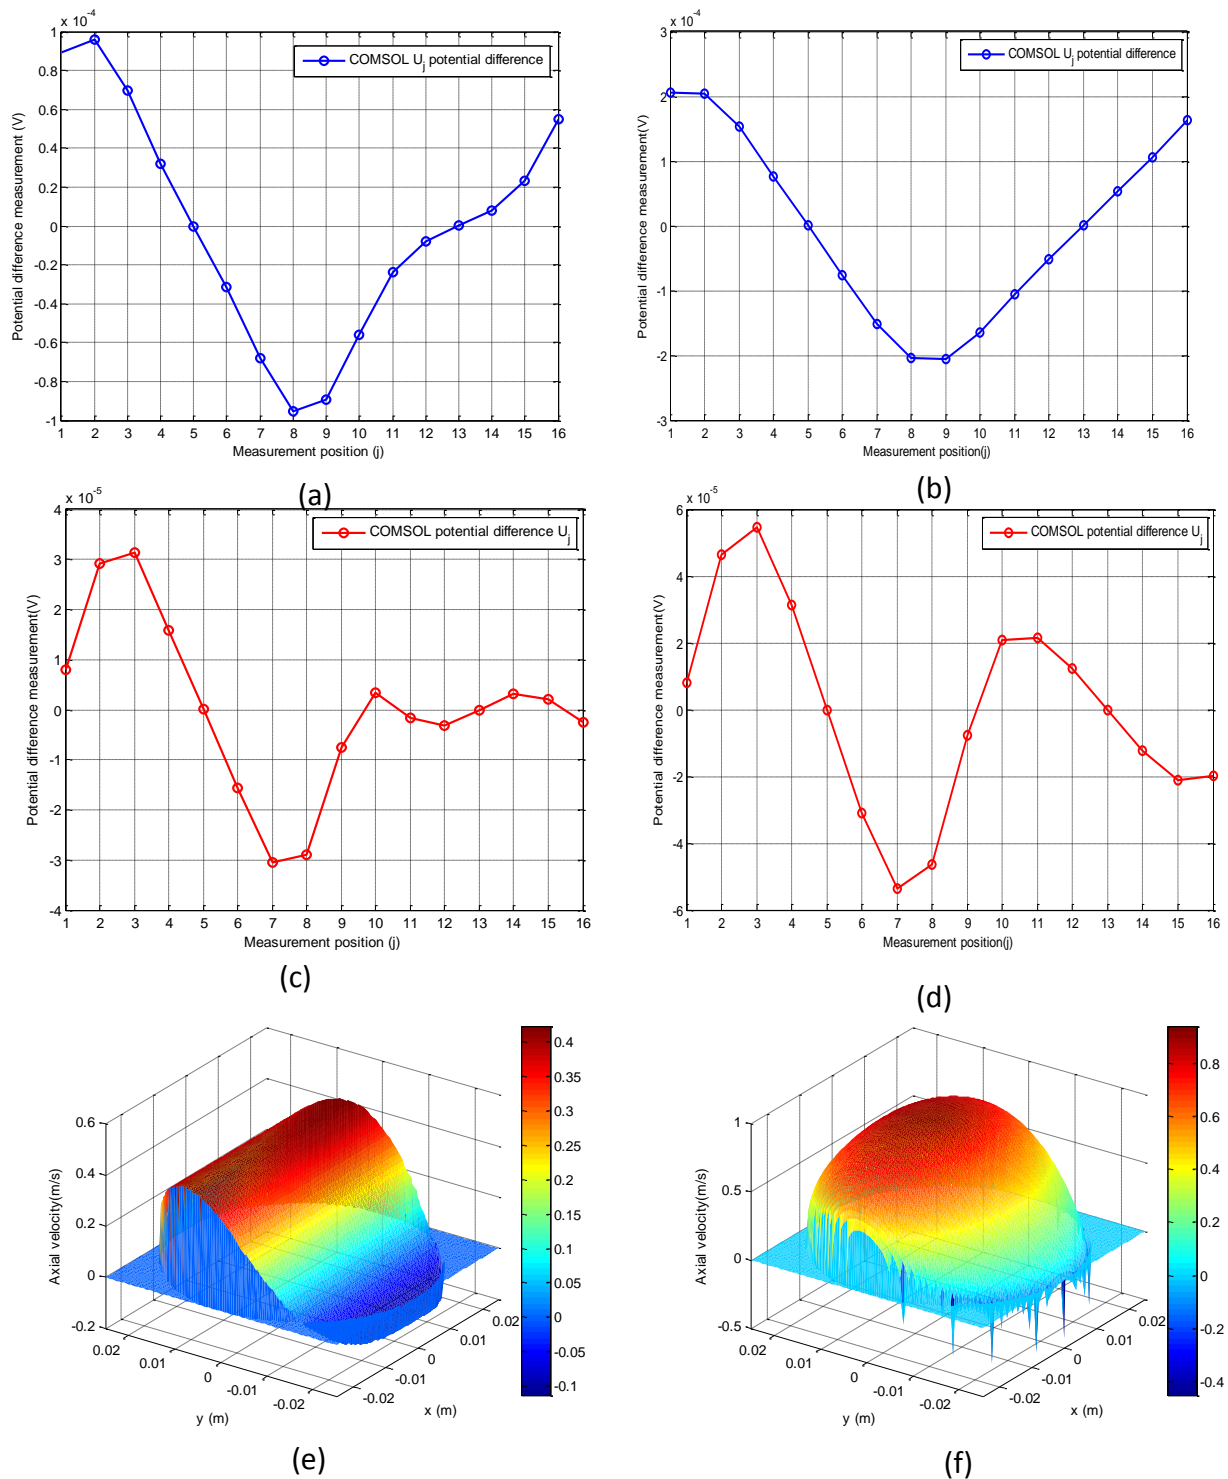 x 10^-4
1
0.8
0.6
0.4
0.2
0
-0.2
-0.4
-0.6
-0.8
-1
Potential difference measurement (V)
COMSOL U_j potential difference
1 2 3 4 5 6 7 8 9 10 11 12 13 14 15 16
Measurement position (j)
(a)
x 10^-4
3
2
1
0
-1
-2
-3
Potential difference measurement(V)
COMSOL U_j potential difference
1 2 3 4 5 6 7 8 9 10 11 12 13 14 15 16
Measurement position(j)
(b)
x 10^-5
4
3
2
1
0
-1
-2
-3
-4
Potential difference measurement(V)
COMSOL potential difference U_j
1 2 3 4 5 6 7 8 9 10 11 12 13 14 15 16
Measurement position (j)
(c)
x 10^-5
6
4
2
0
-2
-4
-6
Potential difference measurement(V)
COMSOL potential difference U_j
1 2 3 4 5 6 7 8 9 10 11 12 13 14 15 16
Measurement position(j)
(d)
0.6
0.4
0.2
0
-0.2
Axial velocity(m/s)
0.02
0.01
0
-0.01
-0.02
y (m)
-0.02
-0.01
0
0.01
0.02
x (m)
0.4
0.35
0.3
0.25
0.2
0.15
0.1
0.05
0
-0.05
-0.1
(e)
1
0.5
0
-0.5
Axial velocity(m/s)
0.02
0.01
0
-0.01
-0.02
y (m)
-0.02
-0.01
0
0.01
0.02
x (m)
0.8
0.6
0.4
0.2
0
-0.2
-0.4
(f)